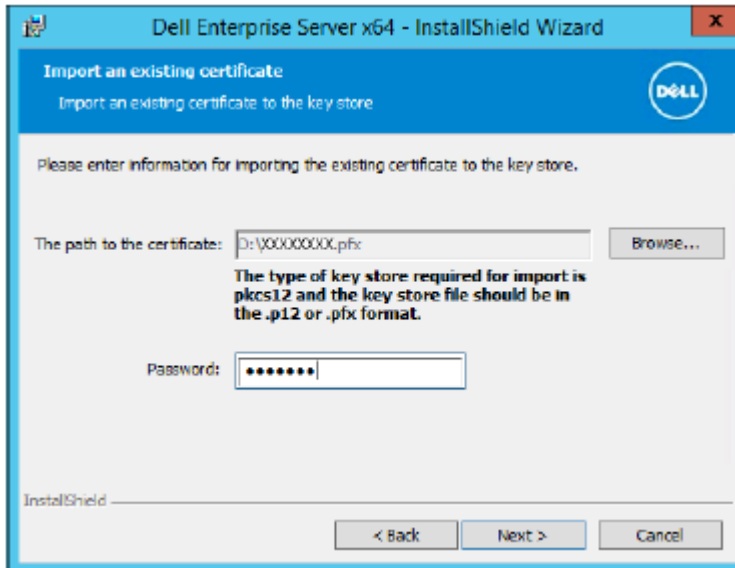 Dell Enterprise Server x64 - InstallShield Wizard
x
Import an existing certificate
Import an existing certificate to the key store
DELL
Please enter information for importing the existing certificate to the key store.
The path to the certificate: D:\XXXXXXXX.pfx Browse...
The type of key store required for import is
pkcs12 and the key store file should be in
the .p12 or .pfx format.
Password: •••••••
InstallShield
< Back Next > Cancel